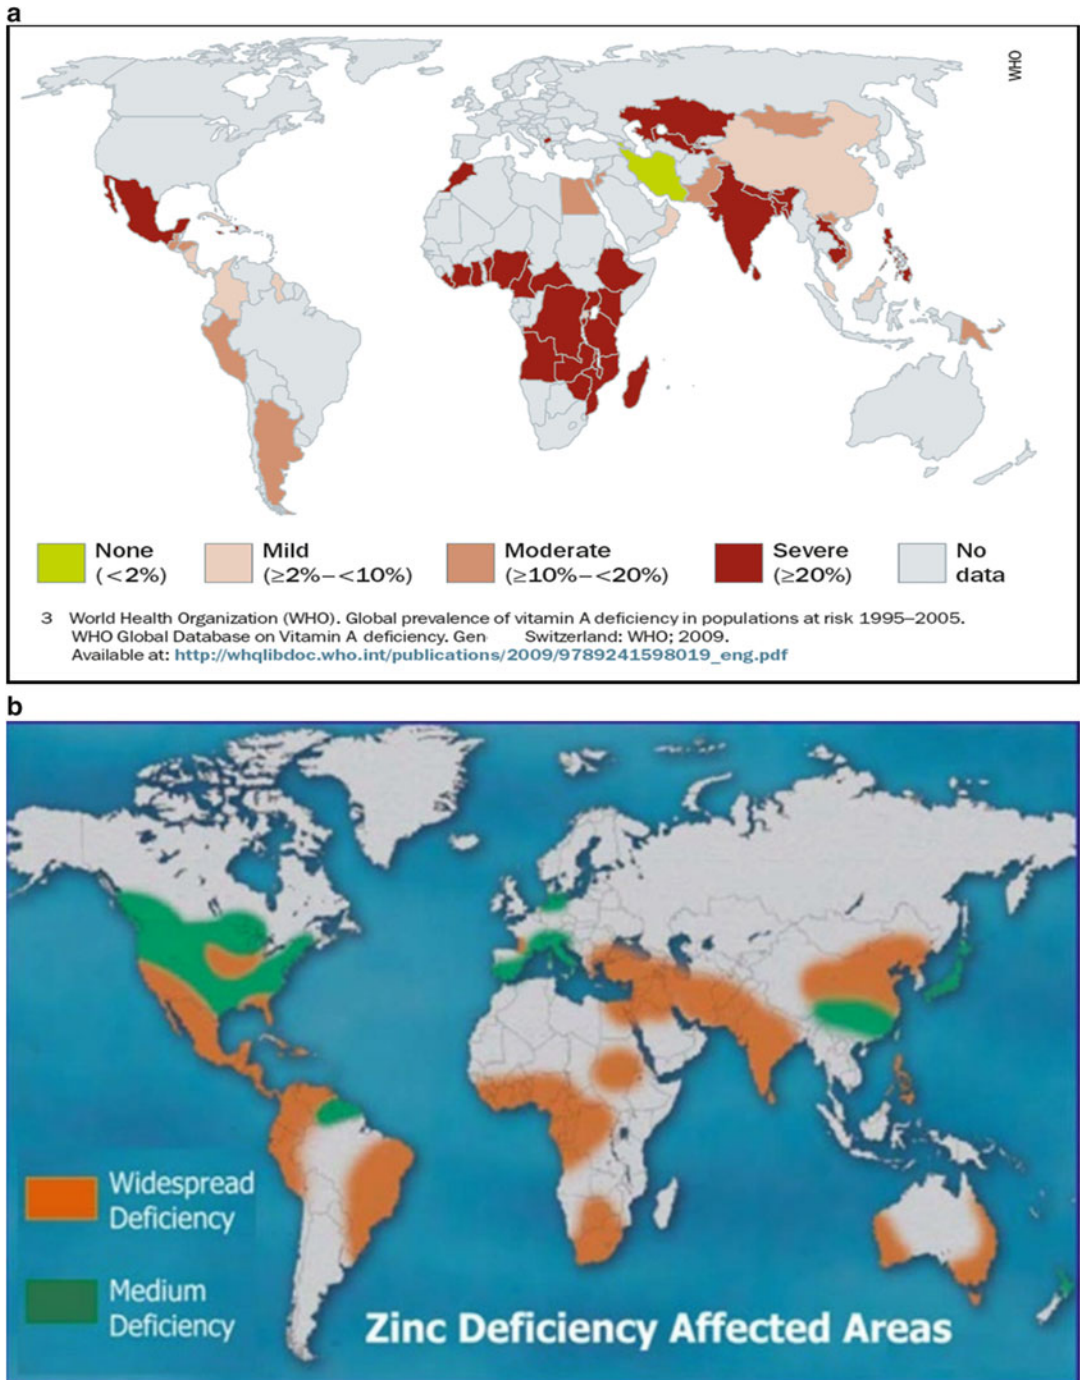 a
WHO
None
(<2%)
Mild
(≥2%–<10%)
Moderate
(≥10%–<20%)
Severe
(≥20%)
No
data
3 World Health Organization (WHO). Global prevalence of vitamin A deficiency in populations at risk 1995–2005.
WHO Global Database on Vitamin A deficiency. Gen Switzerland: WHO; 2009.
Available at: http://whqlibdoc.who.int/publications/2009/9789241598019_eng.pdf
b
Widespread
Deficiency
Medium
Deficiency
Zinc Deficiency Affected Areas